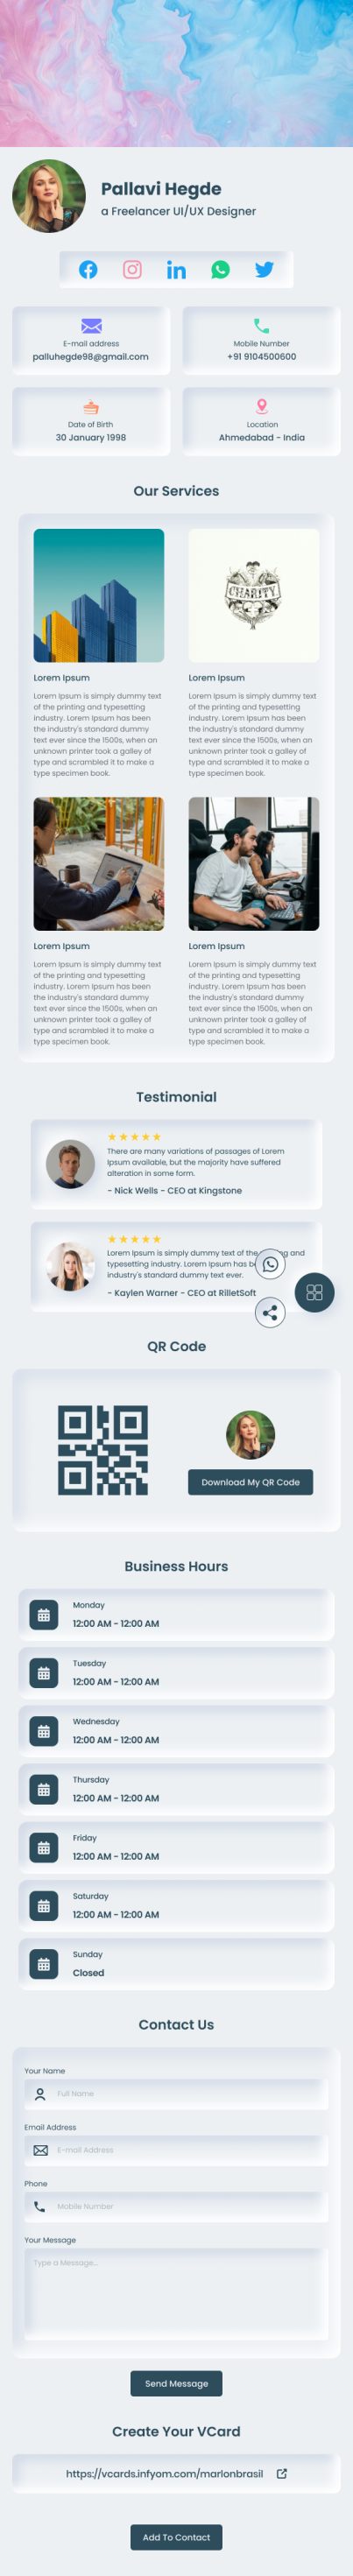 Pallavi Hegde
a Freelancer UI/UX Designer
E-mail address
palluhegde98@gmail.com
Mobile Number
+91 9104500600
Date of Birth
30 January 1998
Location
Ahmedabad - India
Our Services
CHARITY
Lorem Ipsum
Lorem Ipsum is simply dummy text
of the printing and typesetting
industry. Lorem Ipsum has been
the industry's standard dummy
text ever since the 1500s, when an
unknown printer took a galley of
type and scrambled it to make a
type specimen book.
Lorem Ipsum
Lorem Ipsum is simply dummy text
of the printing and typesetting
industry. Lorem Ipsum has been
the industry's standard dummy
text ever since the 1500s, when an
unknown printer took a galley of
type and scrambled it to make a
type specimen book.
Lorem Ipsum
Lorem Ipsum is simply dummy text
of the printing and typesetting
industry. Lorem Ipsum has been
the industry's standard dummy
text ever since the 1500s, when an
unknown printer took a galley of
type and scrambled it to make a
type specimen book.
Lorem Ipsum
Lorem Ipsum is simply dummy text
of the printing and typesetting
industry. Lorem Ipsum has been
the industry's standard dummy
text ever since the 1500s, when an
unknown printer took a galley of
type and scrambled it to make a
type specimen book.
Testimonial
There are many variations of passages of Lorem
Ipsum available, but the majority have suffered
alteration in some form.
- Nick Wells - CEO at Kingstone
Lorem Ipsum is simply dummy text of the g and
typesetting industry. Lorem Ipsum has b
industry's standard dummy text ever.
- Kaylen Warner - CEO at RilletSoft
QR Code
Download My QR Code
Business Hours
Monday
12:00 AM - 12:00 AM
Tuesday
12:00 AM - 12:00 AM
Wednesday
12:00 AM - 12:00 AM
Thursday
12:00 AM - 12:00 AM
Friday
12:00 AM - 12:00 AM
Saturday
12:00 AM - 12:00 AM
Sunday
Closed
Contact Us
Your Name
Full Name
Email Address
E-mail Address
Phone
Mobile Number
Your Message
Type a Message...
Send Message
Create Your VCard
https://vcards.infyom.com/marlonbrasil
Add To Contact